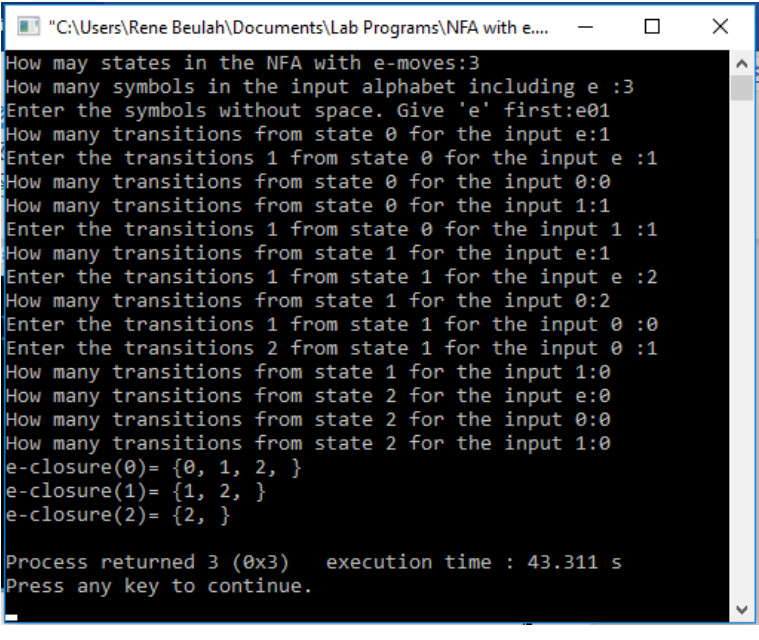 "C:\Users\Rene Beulah\Documents\Lab Programs\NFA with e....
How may states in the NFA with e-moves:3
How many symbols in the input alphabet including e :3
Enter the symbols without space. Give 'e' first:e01
How many transitions from state 0 for the input e:1
Enter the transitions 1 from state 0 for the input e :1
How many transitions from state 0 for the input 0:0
How many transitions from state 0 for the input 1:1
Enter the transitions 1 from state 0 for the input 1 :1
How many transitions from state 1 for the input e:1
Enter the transitions 1 from state 1 for the input e :2
How many transitions from state 1 for the input 0:2
Enter the transitions 1 from state 1 for the input 0 :0
Enter the transitions 2 from state 1 for the input 0 :1
How many transitions from state 1 for the input 1:0
How many transitions from state 2 for the input e:0
How many transitions from state 2 for the input 0:0
How many transitions from state 2 for the input 1:0
e-closure(0)= {0, 1, 2, }
e-closure(1)= {1, 2, }
e-closure(2)= {2, }
Process returned 3 (0x3)   execution time : 43.311 s
Press any key to continue.